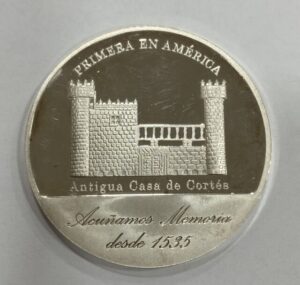 PRIMERA EN AMÉRICA
Antigua Casa de Cortés
Acuñamos Memoria
desde 1535